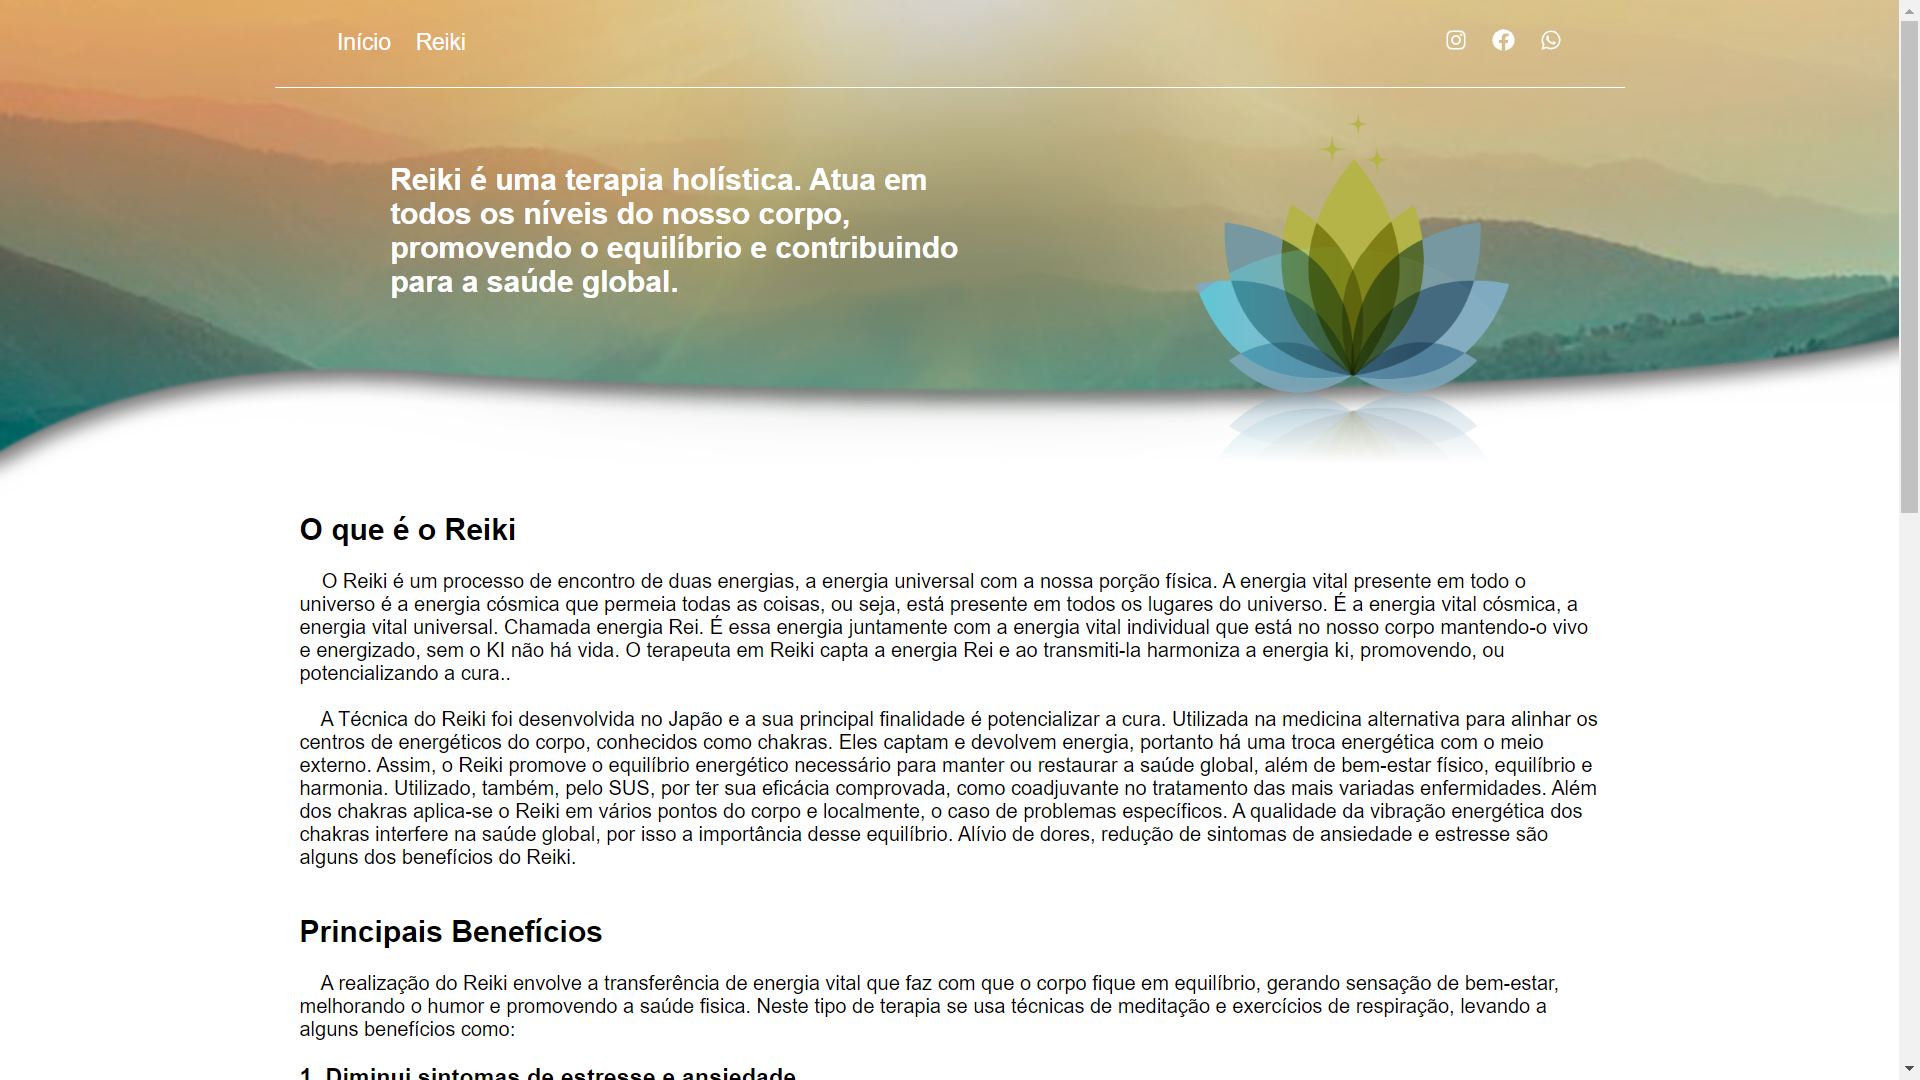 Início Reiki
Reiki é uma terapia holística. Atua em
todos os níveis do nosso corpo,
promovendo o equilíbrio e contribuindo
para a saúde global.
O que é o Reiki
O Reiki é um processo de encontro de duas energias, a energia universal com a nossa porção física. A energia vital presente em todo o
universo é a energia cósmica que permeia todas as coisas, ou seja, está presente em todos os lugares do universo. É a energia vital cósmica, a
energia vital universal. Chamada energia Rei. É essa energia juntamente com a energia vital individual que está no nosso corpo mantendo-o vivo
e energizado, sem o KI não há vida. O terapeuta em Reiki capta a energia Rei e ao transmiti-la harmoniza a energia ki, promovendo, ou
potencializando a cura..
A Técnica do Reiki foi desenvolvida no Japão e a sua principal finalidade é potencializar a cura. Utilizada na medicina alternativa para alinhar os
centros de energéticos do corpo, conhecidos como chakras. Eles captam e devolvem energia, portanto há uma troca energética com o meio
externo. Assim, o Reiki promove o equilíbrio energético necessário para manter ou restaurar a saúde global, além de bem-estar físico, equilíbrio e
harmonia. Utilizado, também, pelo SUS, por ter sua eficácia comprovada, como coadjuvante no tratamento das mais variadas enfermidades. Além
dos chakras aplica-se o Reiki em vários pontos do corpo e localmente, o caso de problemas específicos. A qualidade da vibração energética dos
chakras interfere na saúde global, por isso a importância desse equilíbrio. Alívio de dores, redução de sintomas de ansiedade e estresse são
alguns dos benefícios do Reiki.
Principais Benefícios
A realização do Reiki envolve a transferência de energia vital que faz com que o corpo fique em equilíbrio, gerando sensação de bem-estar,
melhorando o humor e promovendo a saúde fisica. Neste tipo de terapia se usa técnicas de meditação e exercícios de respiração, levando a
alguns benefícios como:
1. Diminui sintomas de estresse e ansiedade